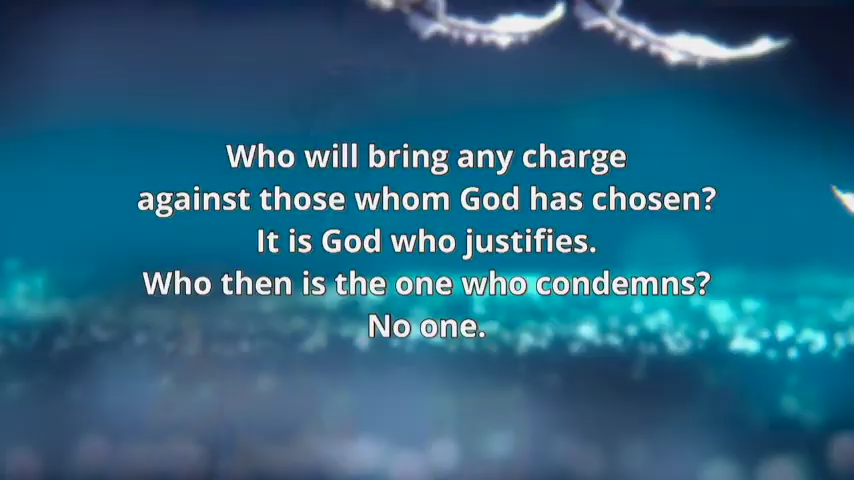 Who will bring any charge
against those whom God has chosen?
It is God who justifies.
Who then is the one who condemns?
No one.